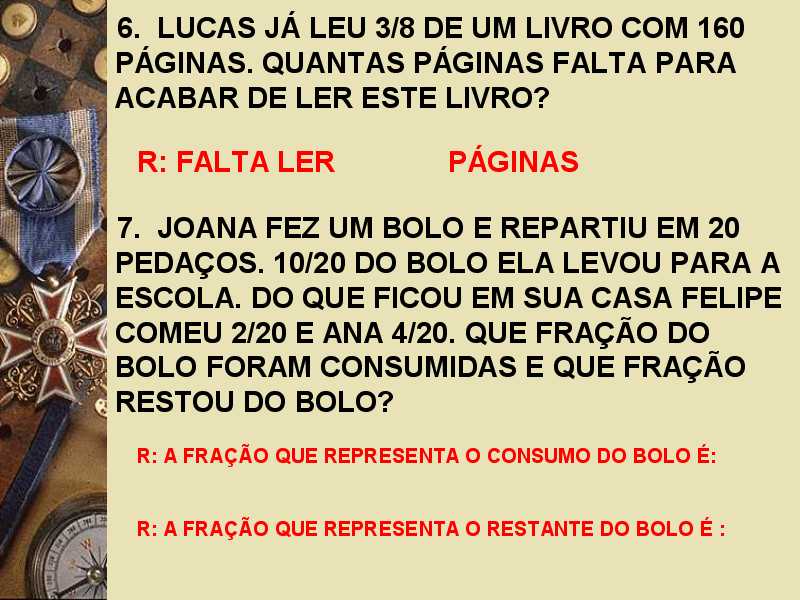 6. LUCAS JÁ LEU 3/8 DE UM LIVRO COM 160
PÁGINAS. QUANTAS PÁGINAS FALTA PARA
ACABAR DE LER ESTE LIVRO?
R: FALTA LER PÁGINAS
7. JOANA FEZ UM BOLO E REPARTIU EM 20
PEDAÇOS. 10/20 DO BOLO ELA LEVOU PARA A
ESCOLA. DO QUE FICOU EM SUA CASA FELIPE
COMEU 2/20 E ANA 4/20. QUE FRAÇÃO DO
BOLO FORAM CONSUMIDAS E QUE FRAÇÃO
RESTOU DO BOLO?
R: A FRAÇÃO QUE REPRESENTA O CONSUMO DO BOLO É:
R: A FRAÇÃO QUE REPRESENTA O RESTANTE DO BOLO É :